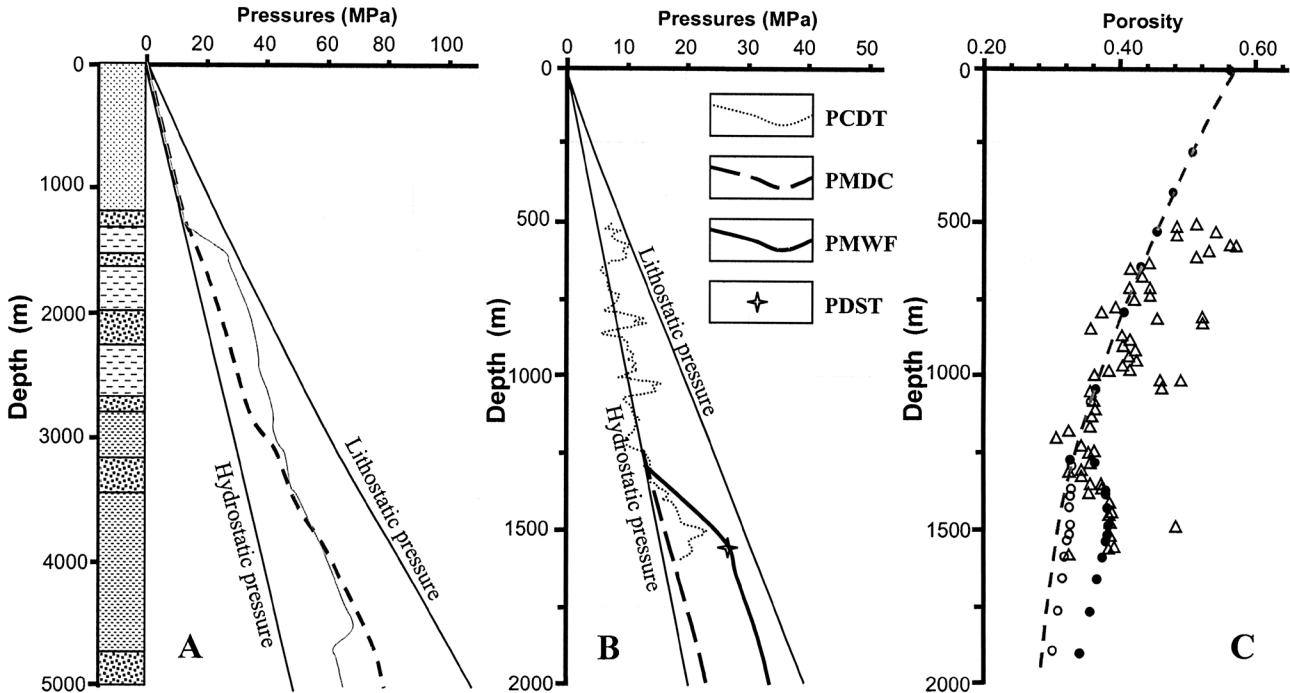 Pressures (MPa)
0 20 40 60 80 100
0
1000
2000
3000
4000
5000
Depth (m)
Hydrostatic pressure
Lithostatic pressure
A
Pressures (MPa)
0 10 20 30 40 50
0
500
1000
1500
2000
Depth (m)
PCDT
PMDC
PMWF
PDST
Lithostatic pressure
Hydrostatic pressure
B
Porosity
0.20 0.40 0.60
0
500
1000
1500
2000
Depth (m)
C